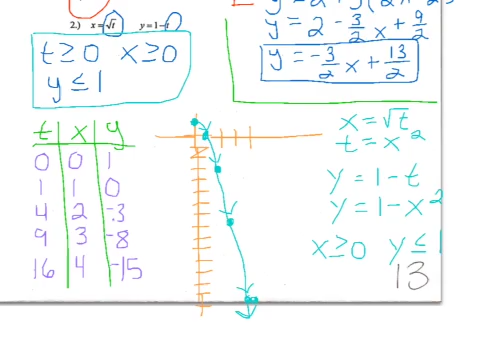 2.) x = √t y = 1 - t
t ≥ 0 x ≥ 0
y ≤ 1
y = 2 - 3/2 x + 9/2
y = -3/2 x + 13/2
t x y
0 0 1
1 1 0
4 2 -3
9 3 -8
16 4 -15
x = √t
t = x²
y = 1 - t
y = 1 - x²
x ≥ 0 y ≤ 1
13